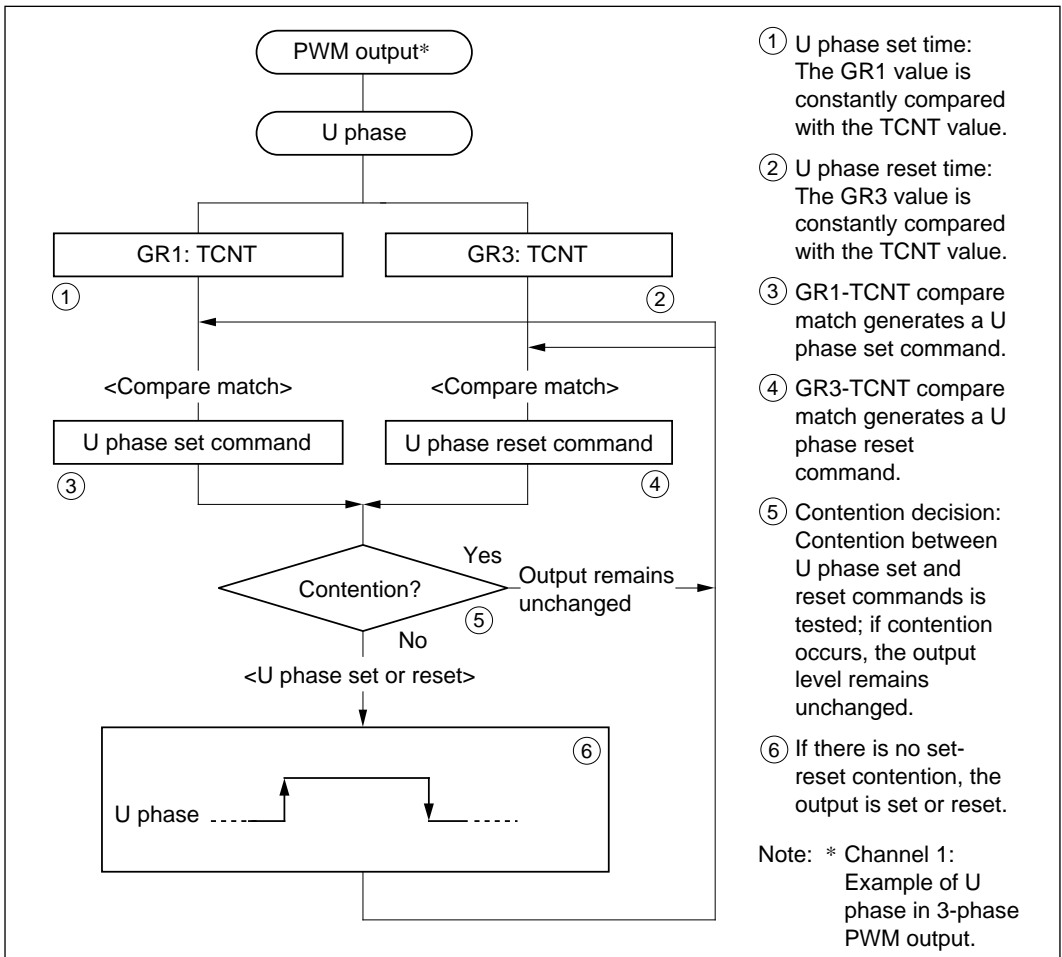 PWM output*
U phase
GR1: TCNT
GR3: TCNT
1
2
<Compare match>
<Compare match>
U phase set command
U phase reset command
3
4
Yes
Contention?
Output remains
unchanged
5
No
<U phase set or reset>
6
U phase
1 U phase set time:
The GR1 value is
constantly compared
with the TCNT value.
2 U phase reset time:
The GR3 value is
constantly compared
with the TCNT value.
3 GR1-TCNT compare
match generates a U
phase set command.
4 GR3-TCNT compare
match generates a U
phase reset
command.
5 Contention decision:
Contention between
U phase set and
reset commands is
tested; if contention
occurs, the output
level remains
unchanged.
6 If there is no set-
reset contention, the
output is set or reset.
Note: * Channel 1:
Example of U
phase in 3-phase
PWM output.